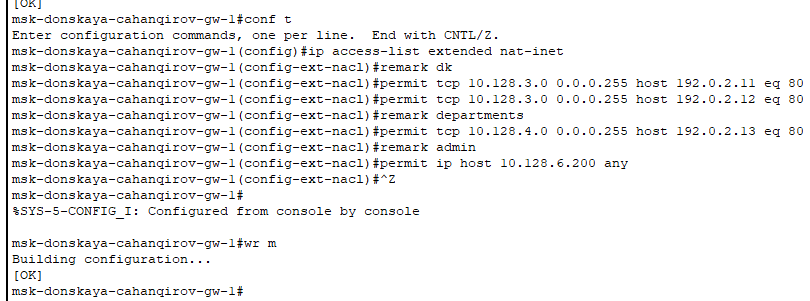 [OK]
msk-donskaya-cahanqirov-gw-1#conf t
Enter configuration commands, one per line.  End with CNTL/Z.
msk-donskaya-cahanqirov-gw-1(config)#ip access-list extended nat-inet
msk-donskaya-cahanqirov-gw-1(config-ext-nacl)#remark dk
msk-donskaya-cahanqirov-gw-1(config-ext-nacl)#permit tcp 10.128.3.0 0.0.0.255 host 192.0.2.11 eq 80
msk-donskaya-cahanqirov-gw-1(config-ext-nacl)#permit tcp 10.128.3.0 0.0.0.255 host 192.0.2.12 eq 80
msk-donskaya-cahanqirov-gw-1(config-ext-nacl)#remark departments
msk-donskaya-cahanqirov-gw-1(config-ext-nacl)#permit tcp 10.128.4.0 0.0.0.255 host 192.0.2.13 eq 80
msk-donskaya-cahanqirov-gw-1(config-ext-nacl)#remark admin
msk-donskaya-cahanqirov-gw-1(config-ext-nacl)#permit ip host 10.128.6.200 any
msk-donskaya-cahanqirov-gw-1(config-ext-nacl)#^Z
msk-donskaya-cahanqirov-gw-1#
%SYS-5-CONFIG_I: Configured from console by console

msk-donskaya-cahanqirov-gw-1#wr m
Building configuration...
[OK]
msk-donskaya-cahanqirov-gw-1#